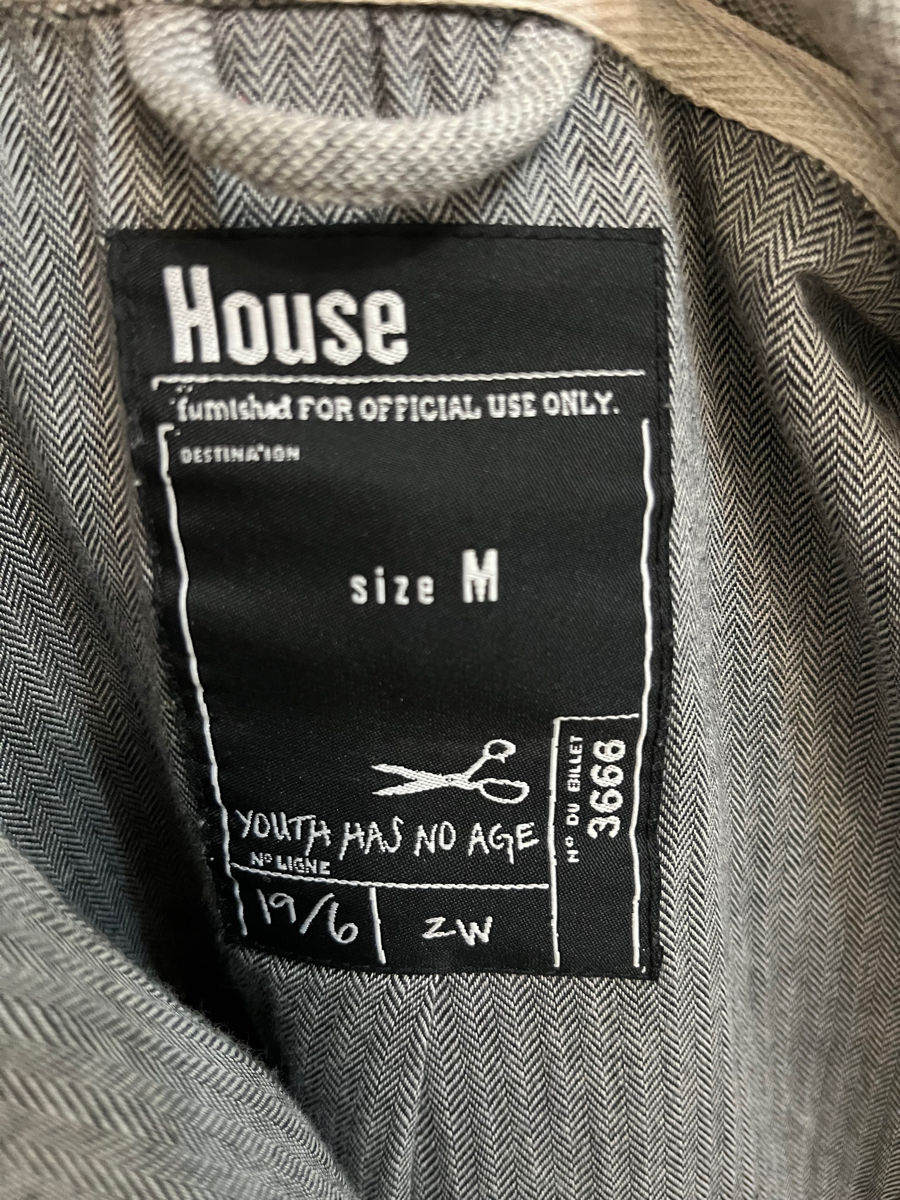 House
furnished FOR OFFICIAL USE ONLY.
DESTINATION
size M
YOUTH HAS NO AGE
Nº LIGNE
19/6
ZW
Nº DU BILLET
3666